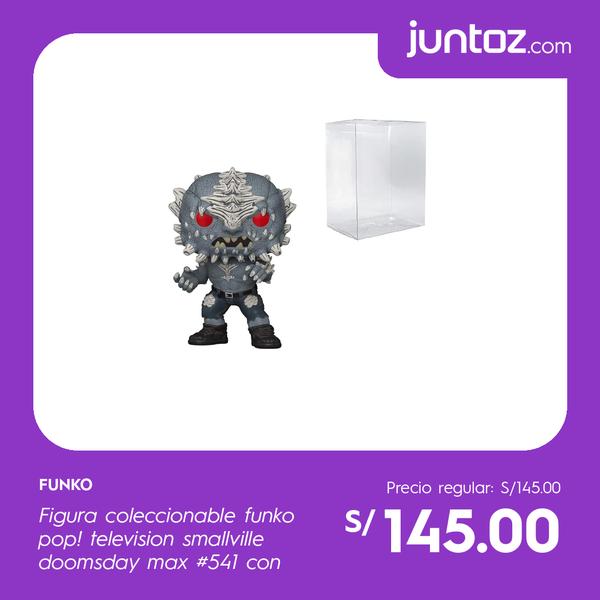 juntoz.com
FUNKO
Figura coleccionable funko
pop! television smallville
doomsday max #541 con
Precio regular: S/145.00
S/145.00